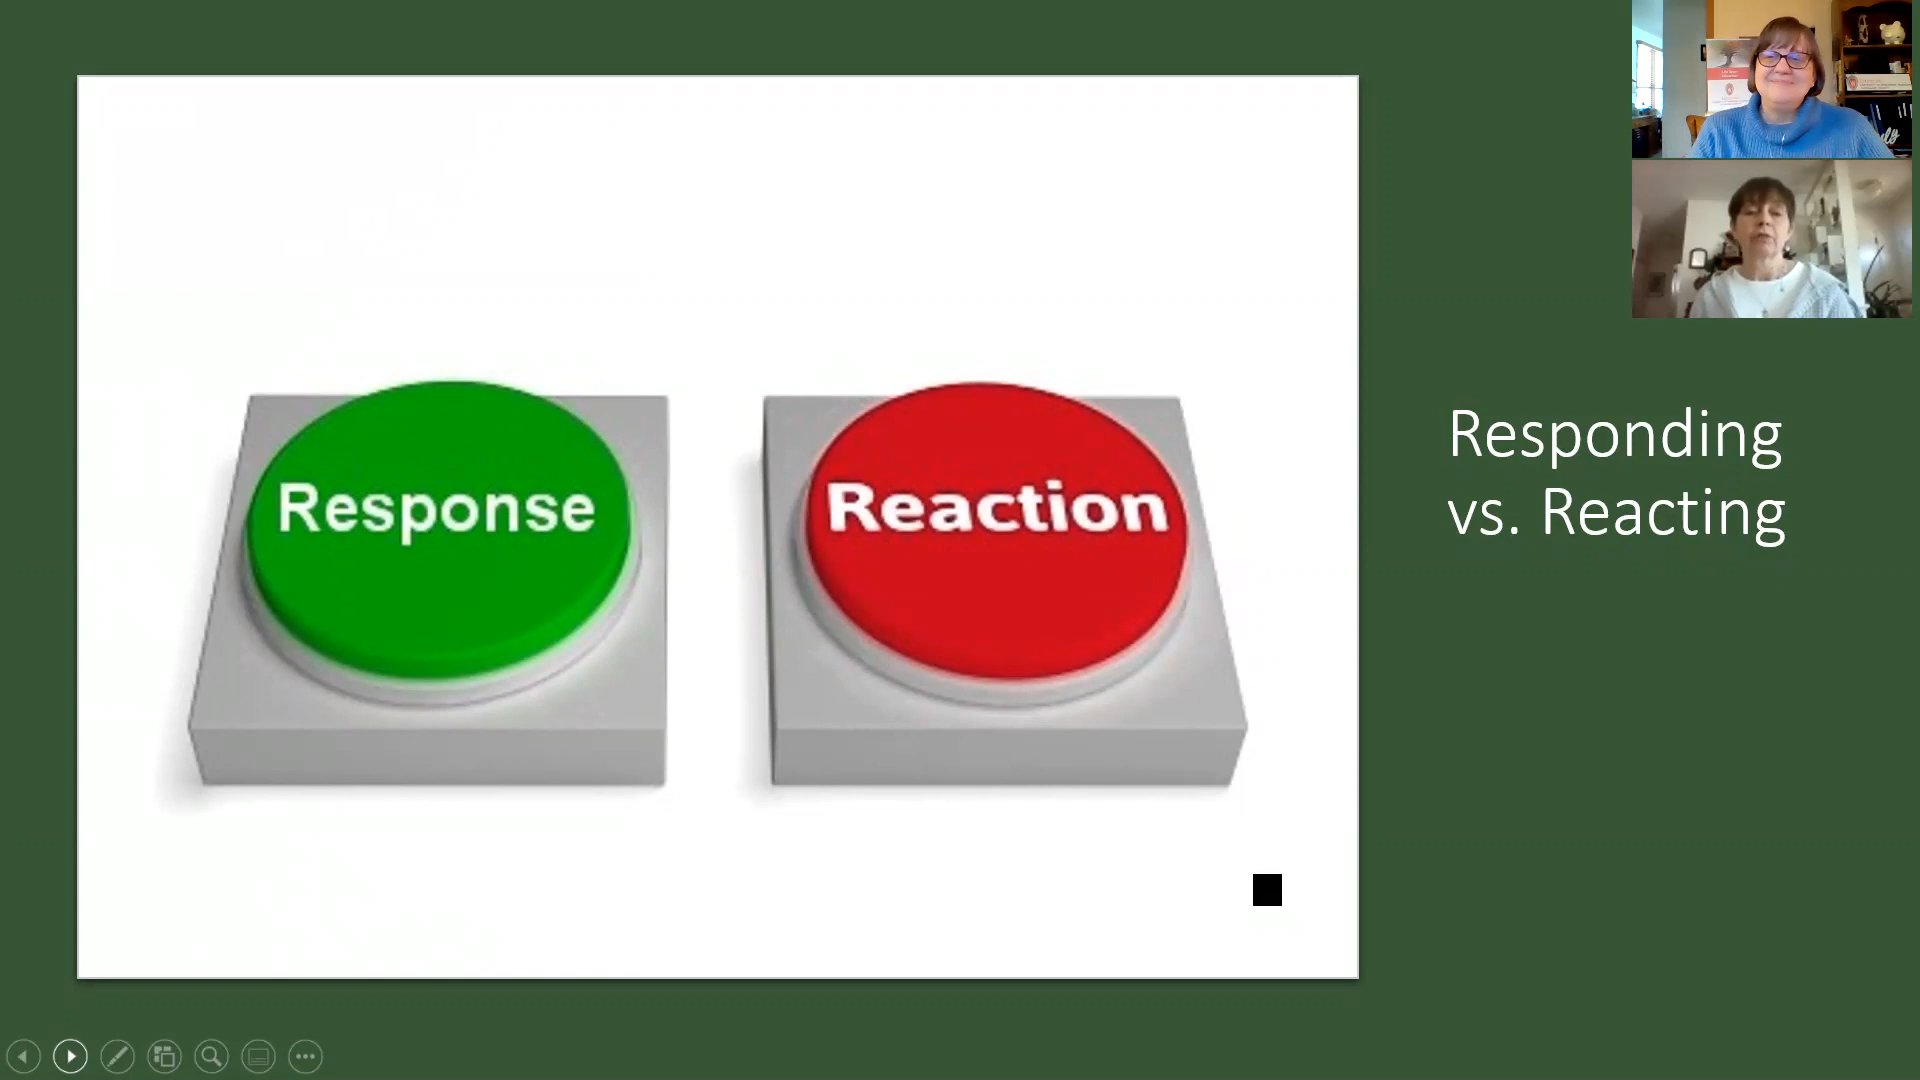 Response
Reaction
Responding
vs. Reacting